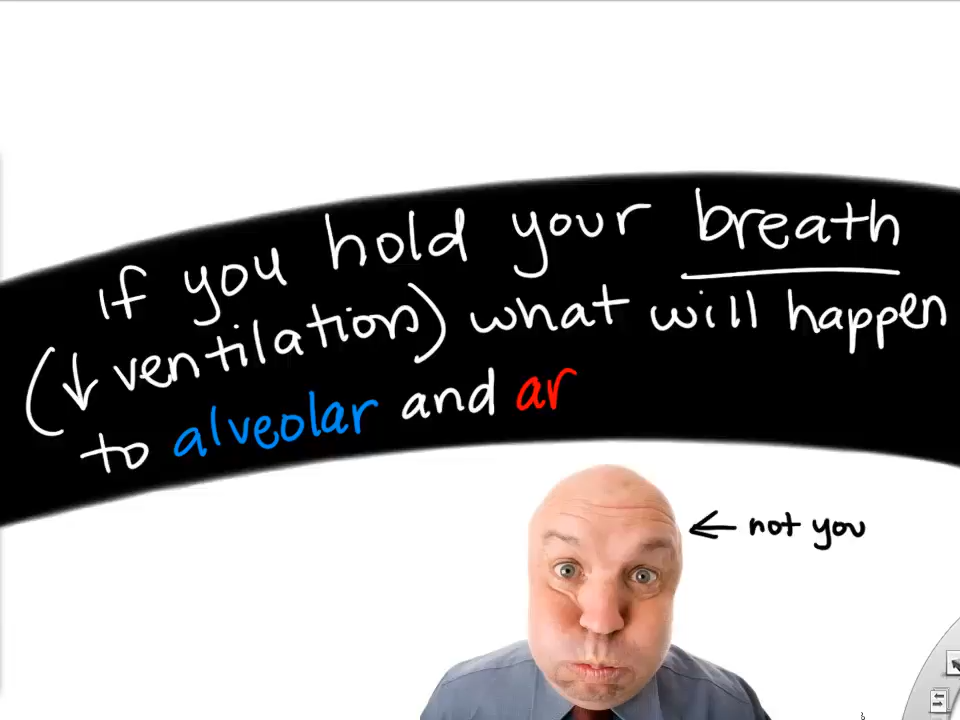 if you hold your breath
(↓ ventilation) what will happen
to alveolar and ar
← not you